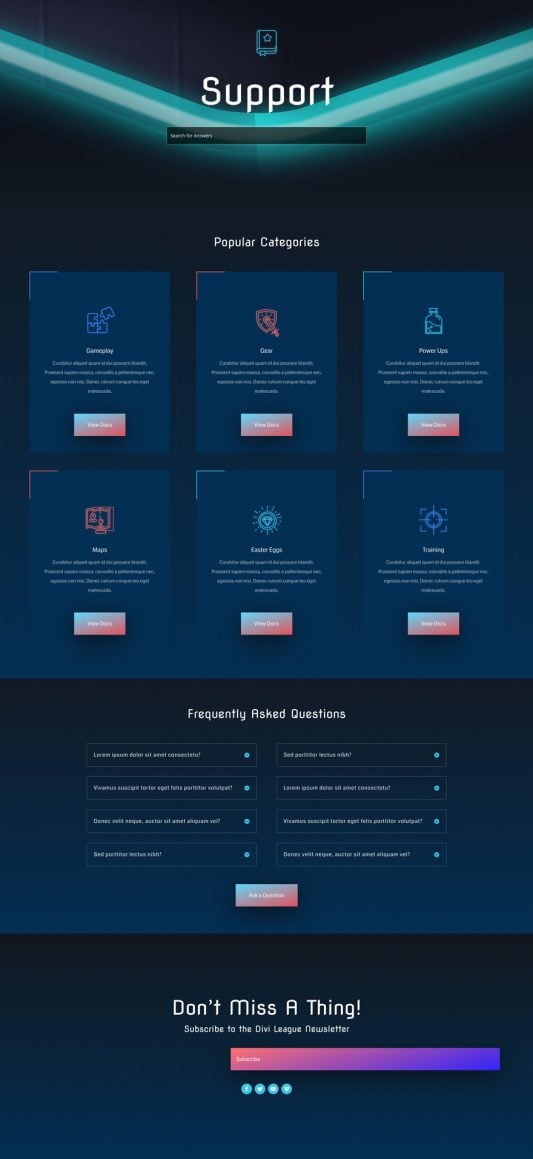 Support
Search for Answers
Popular Categories
Gameplay
Curabitur aliquet quam id dui posuere blandit.
Praesent sapien massa, convallis a pellentesque nec,
egestas non nisi. Donec rutrum congue leo eget
malesuada.
View Docs
Gear
Curabitur aliquet quam id dui posuere blandit.
Praesent sapien massa, convallis a pellentesque nec,
egestas non nisi. Donec rutrum congue leo eget
malesuada.
View Docs
Power Ups
Curabitur aliquet quam id dui posuere blandit.
Praesent sapien massa, convallis a pellentesque nec,
egestas non nisi. Donec rutrum congue leo eget
malesuada.
View Docs
Maps
Curabitur aliquet quam id dui posuere blandit.
Praesent sapien massa, convallis a pellentesque nec,
egestas non nisi. Donec rutrum congue leo eget
malesuada.
View Docs
Easter Eggs
Curabitur aliquet quam id dui posuere blandit.
Praesent sapien massa, convallis a pellentesque nec,
egestas non nisi. Donec rutrum congue leo eget
malesuada.
View Docs
Training
Curabitur aliquet quam id dui posuere blandit.
Praesent sapien massa, convallis a pellentesque nec,
egestas non nisi. Donec rutrum congue leo eget
malesuada.
View Docs
Frequently Asked Questions
Lorem ipsum dolor sit amet consectetu?
Vivamus suscipit tortor eget felis porttitor volutpat?
Donec velit neque, auctor sit amet aliquam vel?
Sed porttitor lectus nibh?
Sed porttitor lectus nibh?
Lorem ipsum dolor sit amet consectetu?
Vivamus suscipit tortor eget felis porttitor volutpat?
Donec velit neque, auctor sit amet aliquam vel?
Ask a Question
Don't Miss A Thing!
Subscribe to the Divi League Newsletter
Subscribe